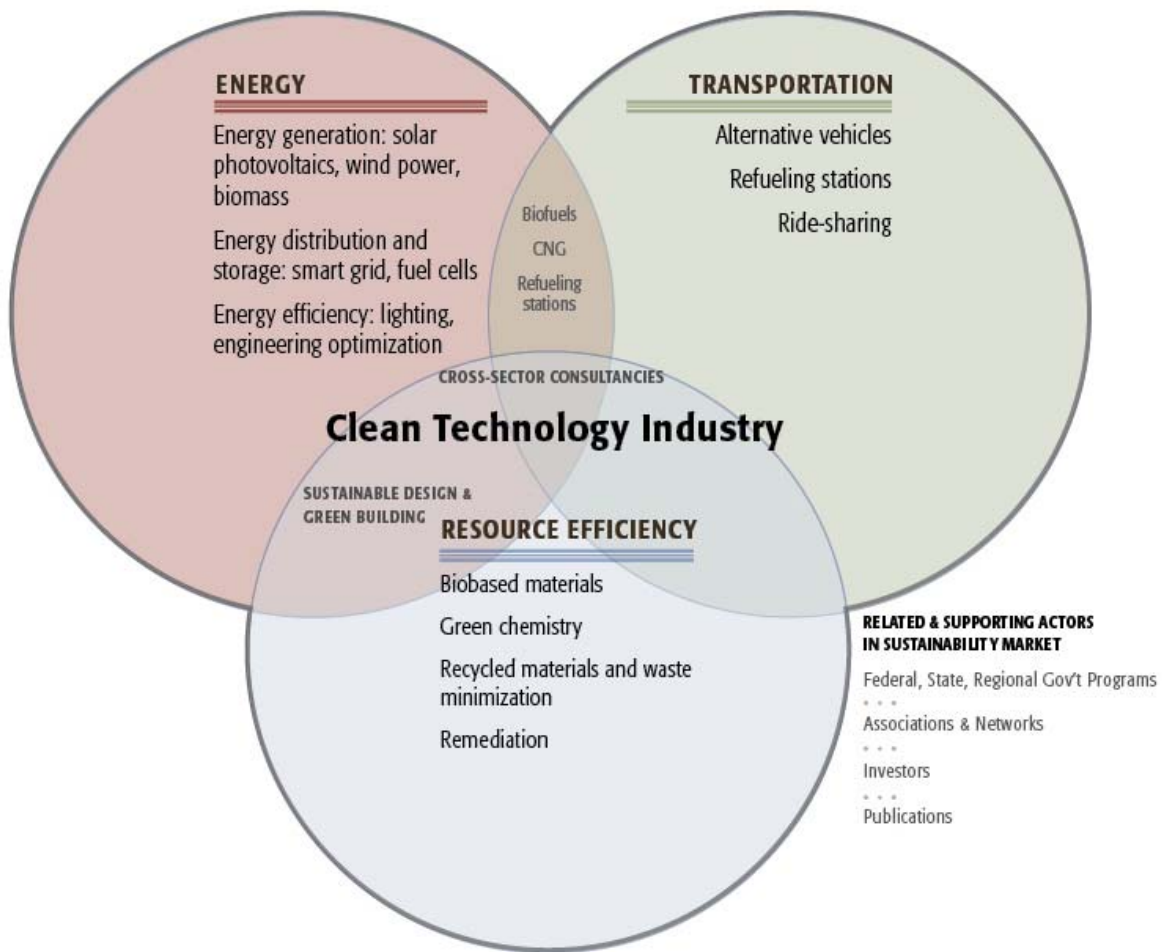 ENERGY
Energy generation: solar
photovoltaics, wind power,
biomass
Energy distribution and
storage: smart grid, fuel cells
Energy efficiency: lighting,
engineering optimization
TRANSPORTATION
Alternative vehicles
Refueling stations
Ride-sharing
Biofuels
CNG
Refueling
stations
CROSS-SECTOR CONSULTANCIES
Clean Technology Industry
SUSTAINABLE DESIGN &
GREEN BUILDING
RESOURCE EFFICIENCY
Biobased materials
Green chemistry
Recycled materials and waste
minimization
Remediation
RELATED & SUPPORTING ACTORS
IN SUSTAINABILITY MARKET
Federal, State, Regional Gov't Programs
. . .
Associations & Networks
. . .
Investors
. . .
Publications